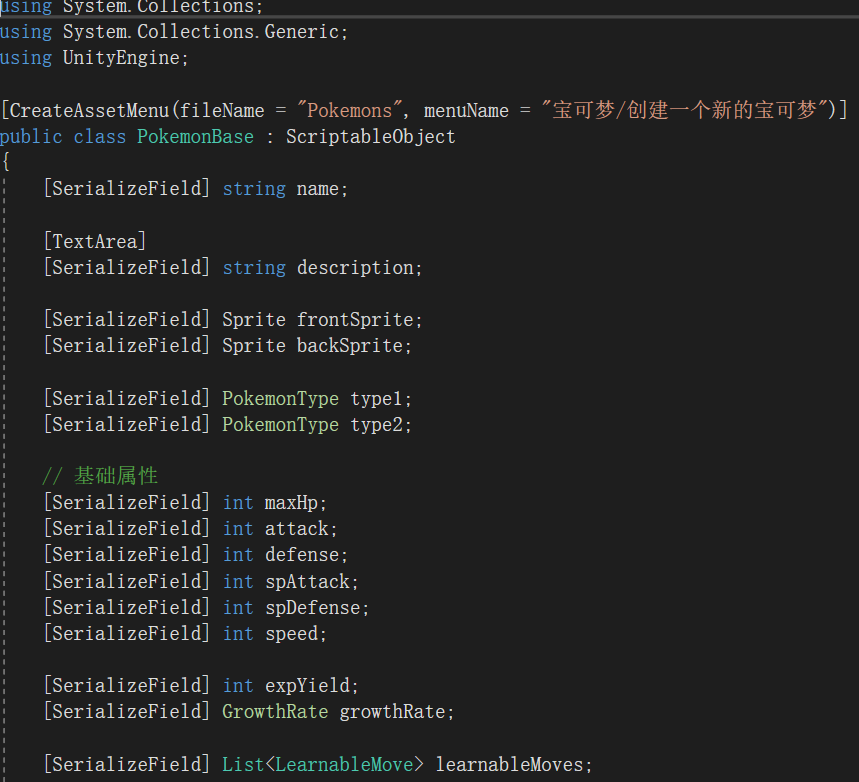 using System.Collections;
using System.Collections.Generic;
using UnityEngine;
[CreateAssetMenu(fileName = "Pokemons", menuName = "宝可梦/创建一个新的宝可梦")]
public class PokemonBase : ScriptableObject
{
[SerializeField] string name;
[TextArea]
[SerializeField] string description;
[SerializeField] Sprite frontSprite;
[SerializeField] Sprite backSprite;
[SerializeField] PokemonType type1;
[SerializeField] PokemonType type2;
// 基础属性
[SerializeField] int maxHp;
[SerializeField] int attack;
[SerializeField] int defense;
[SerializeField] int spAttack;
[SerializeField] int spDefense;
[SerializeField] int speed;
[SerializeField] int expYield;
[SerializeField] GrowthRate growthRate;
[SerializeField] List<LearnableMove> learnableMoves;